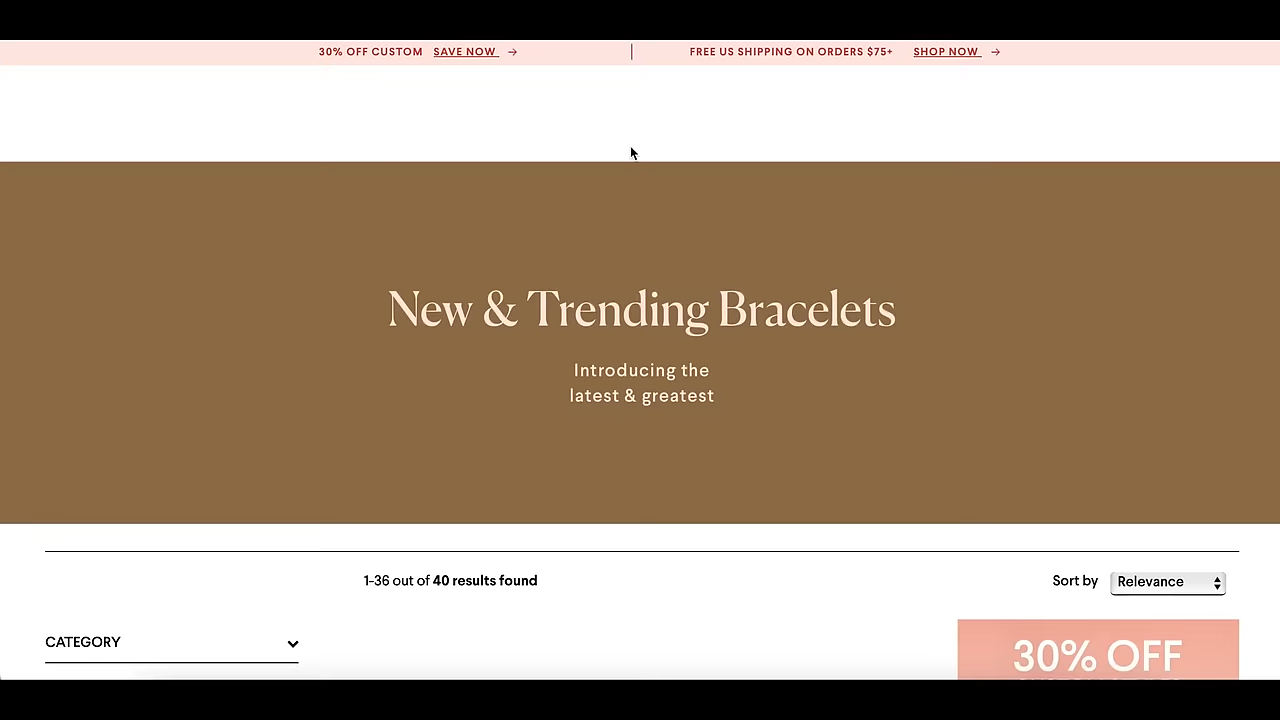 30% OFF CUSTOM SAVE NOW → | FREE US SHIPPING ON ORDERS $75+ SHOP NOW →
New & Trending Bracelets
Introducing the
latest & greatest
1-36 out of 40 results found
Sort by Relevance
CATEGORY
30% OFF